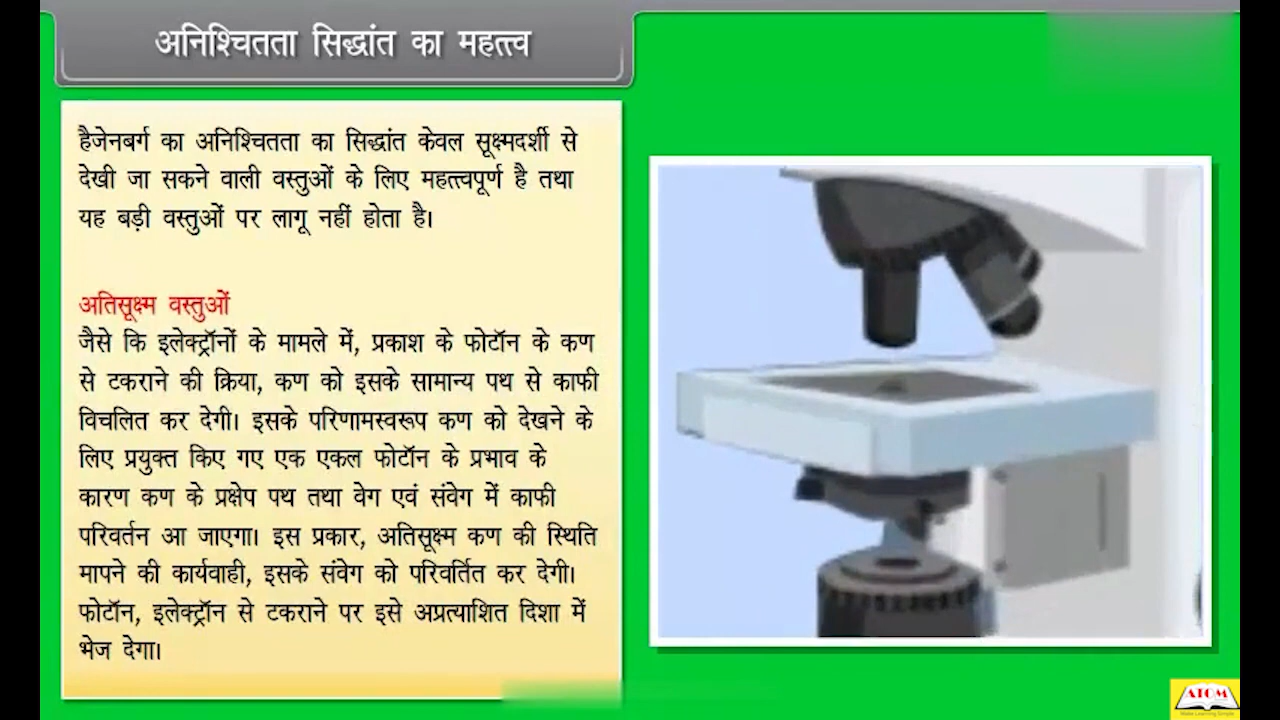 अनिश्चितता सिद्धांत का महत्त्व
हैजेनबर्ग का अनिश्चितता का सिद्धांत केवल सूक्ष्मदर्शी से
देखी जा सकने वाली वस्तुओं के लिए महत्त्वपूर्ण है तथा
यह बड़ी वस्तुओं पर लागू नहीं होता है।
अतिसूक्ष्म वस्तुओं
जैसे कि इलेक्ट्रॉनों के मामले में, प्रकाश के फोटॉन के कण
से टकराने की क्रिया, कण को इसके सामान्य पथ से काफी
विचलित कर देगी। इसके परिणामस्वरूप कण को देखने के
लिए प्रयुक्त किए गए एक एकल फोटॉन के प्रभाव के
कारण कण के प्रक्षेप पथ तथा वेग एवं संवेग में काफी
परिवर्तन आ जाएगा। इस प्रकार, अतिसूक्ष्म कण की स्थिति
मापने की कार्यवाही, इसके संवेग को परिवर्तित कर देगी।
फोटॉन, इलेक्ट्रॉन से टकराने पर इसे अप्रत्याशित दिशा में
भेज देगा।
ATOM
Make Learning Simple